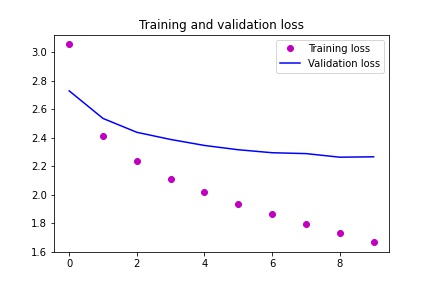 Training and validation loss
Training loss
Validation loss
3.0
2.8
2.6
2.4
2.2
2.0
1.8
1.6
0 2 4 6 8